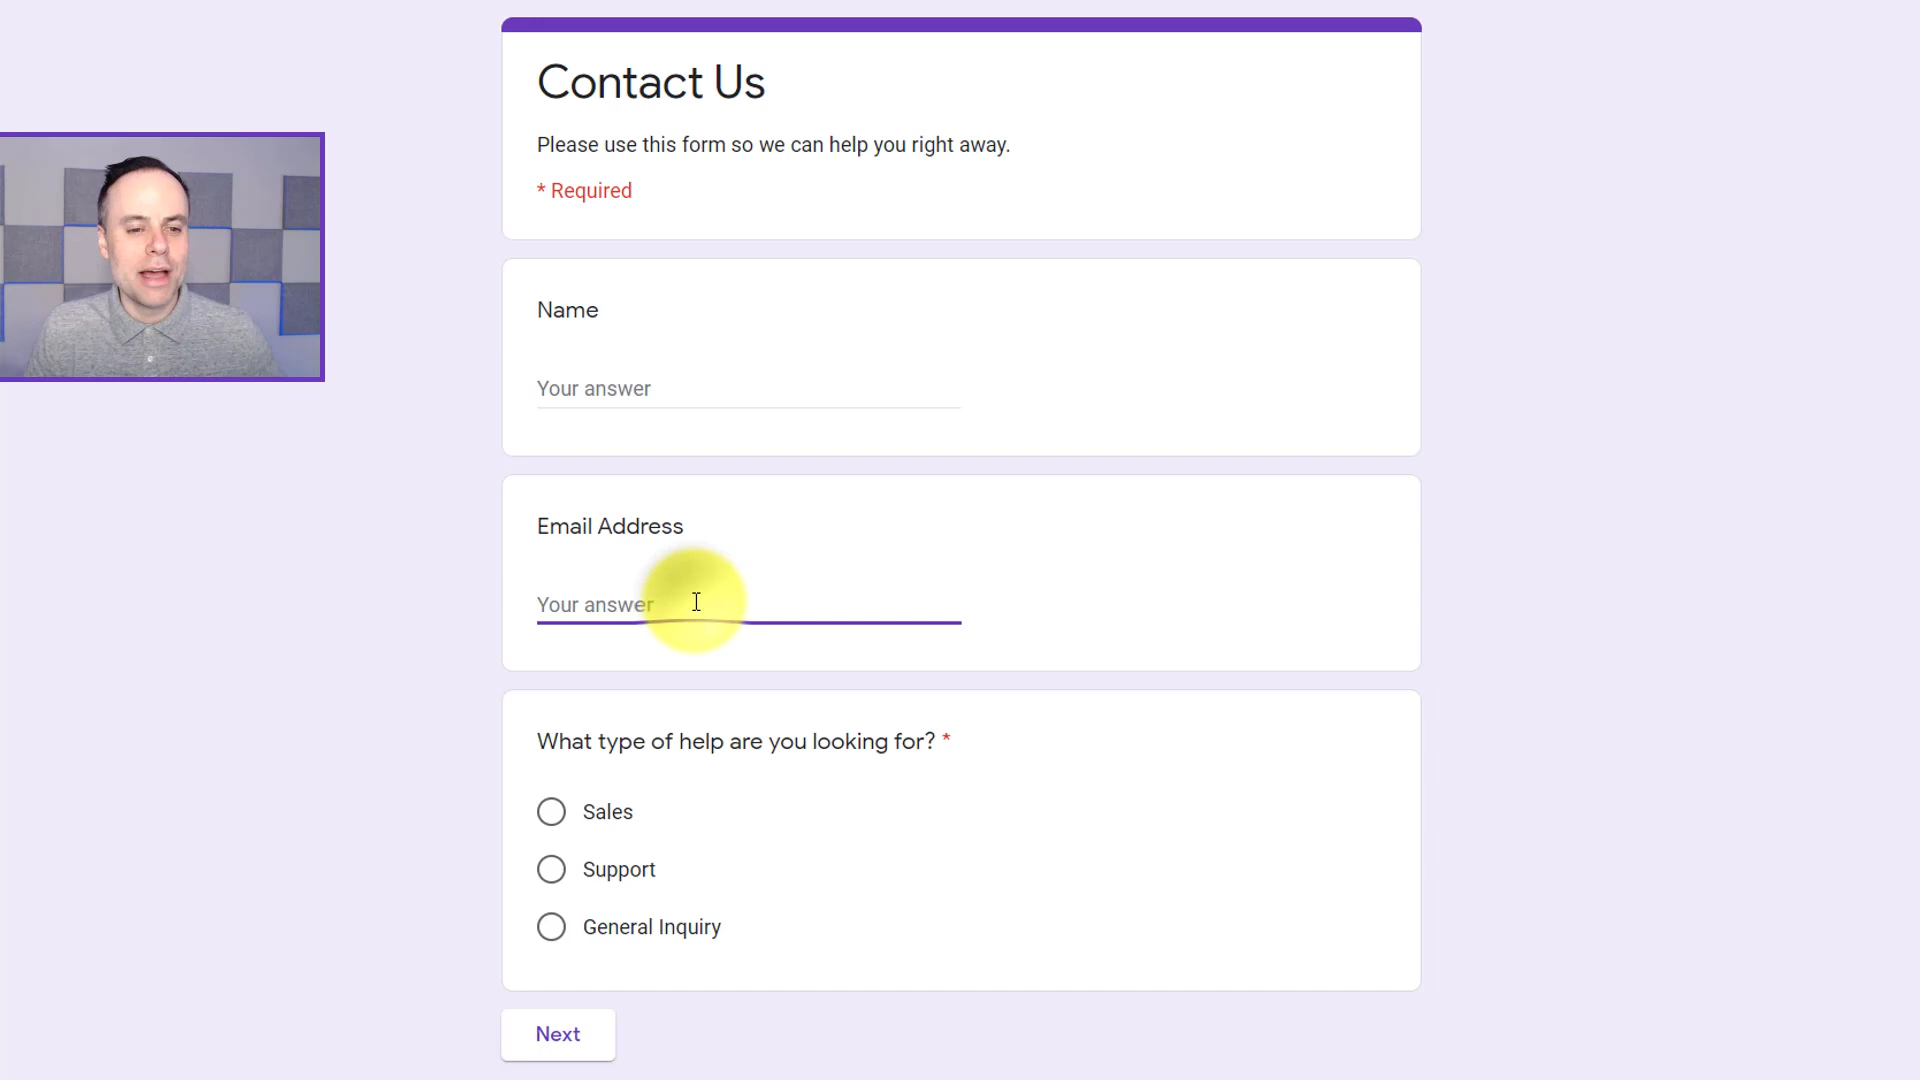 Contact Us
Please use this form so we can help you right away.
* Required
Name
Your answer
Email Address
Your answer
What type of help are you looking for? *
Sales
Support
General Inquiry
Next